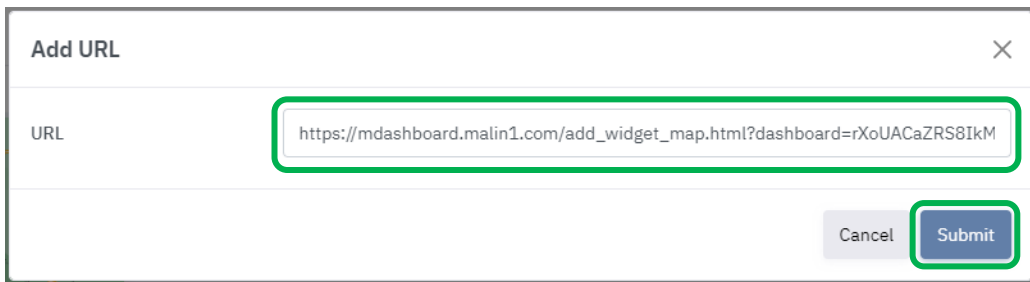 Add URL
URL
https://mdashboard.malin1.com/add_widget_map.html?dashboard=rXoUACaZRS8IkM
Cancel
Submit